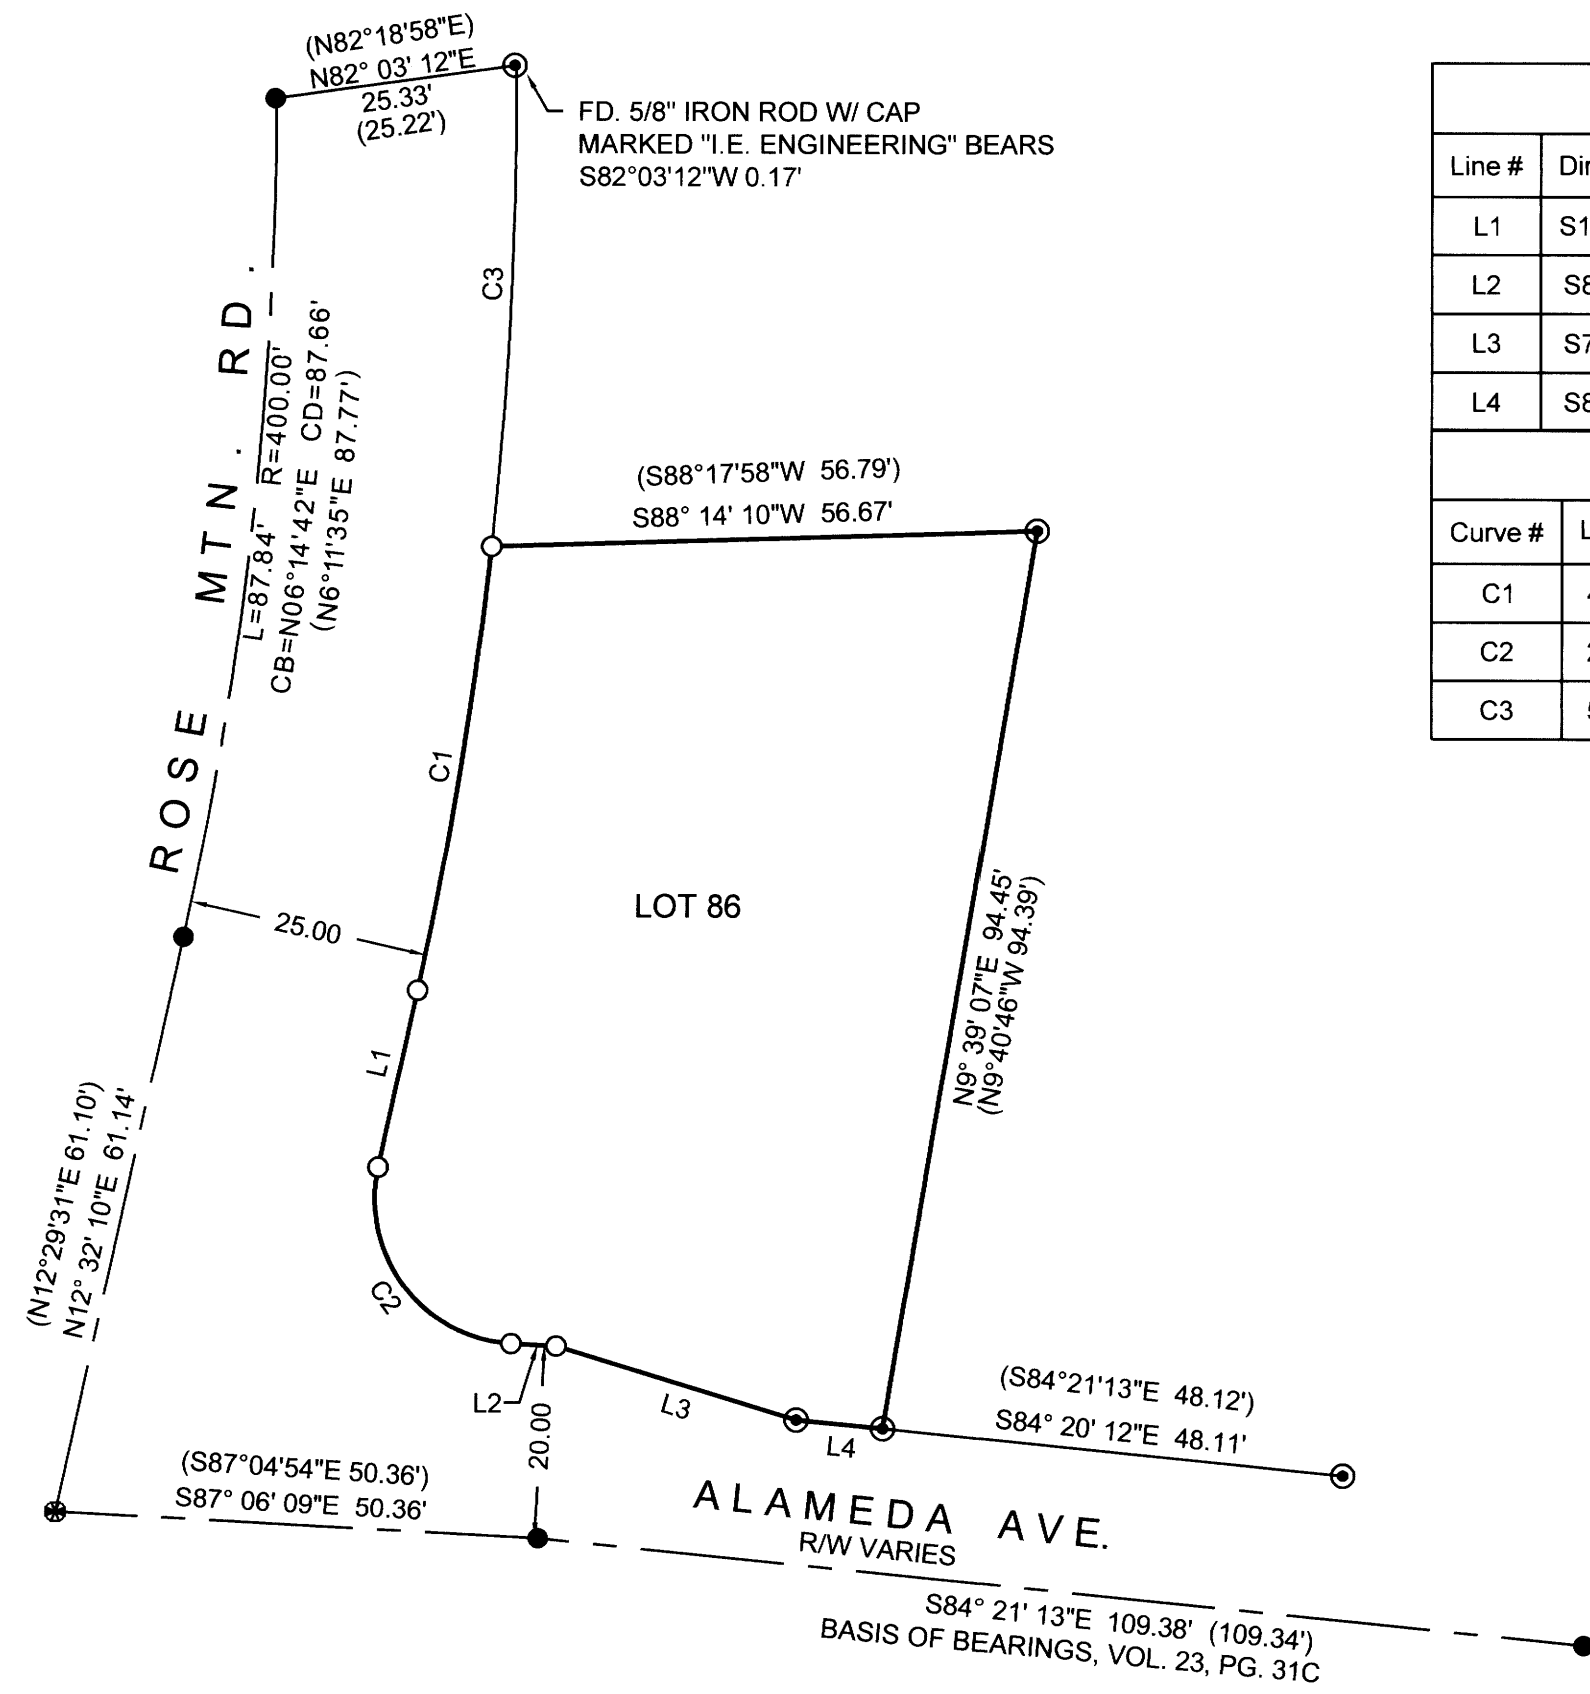 (N82°18'58"E)
N82° 03' 12"E
25.33'
(25.22')
FD. 5/8" IRON ROD W/ CAP
MARKED "I.E. ENGINEERING" BEARS
S82°03'12"W 0.17'
C3
ROSE MTN. RD.
L=87.84' R=400.00'
CB=N06°14'42"E CD=87.66'
(N6°11'35"E 87.77')
(S88°17'58"W 56.79')
S88° 14' 10"W 56.67'
C1
LOT 86
25.00
L1
N9° 39' 07"E 94.45'
(N9°40'46"W 94.39')
(N12°29'31"E 61.10')
N12° 32' 10"E 61.14'
C2
L2
20.00
L3
L4
(S84°21'13"E 48.12')
S84° 20' 12"E 48.11'
(S87°04'54"E 50.36')
S87° 06' 09"E 50.36'
ALAMEDA AVE.
R/W VARIES
S84° 21' 13"E 109.38' (109.34')
BASIS OF BEARINGS, VOL. 23, PG. 31C
Line #
L1 S1
L2 S8
L3 S7
L4 S8
Curve # L
C1
C2
C3